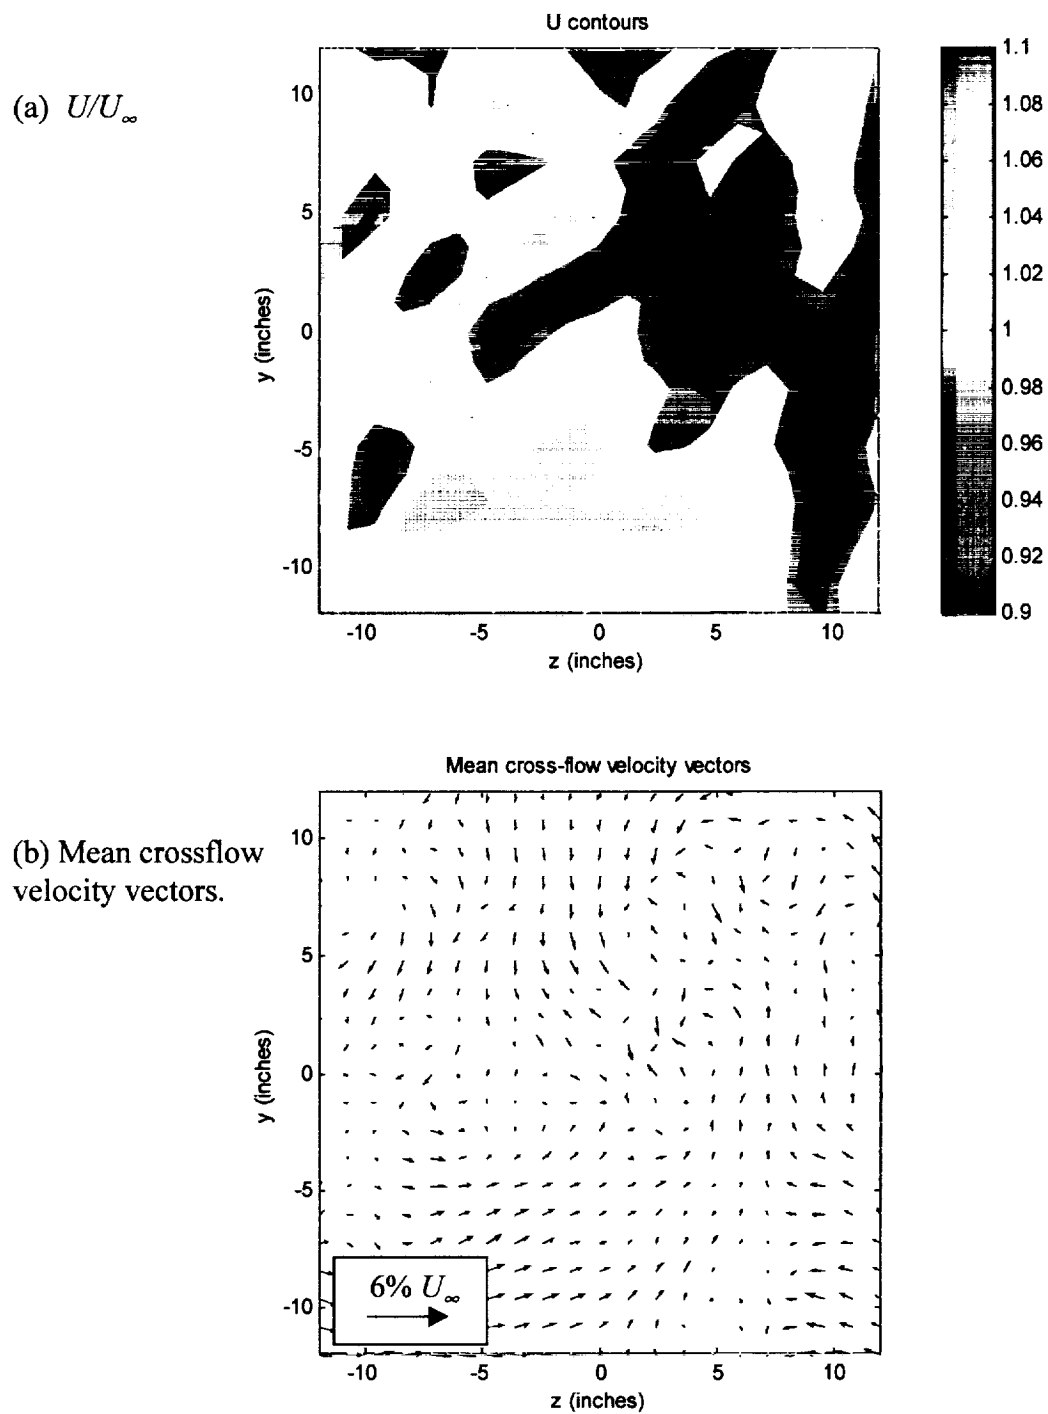 U contours
(a) U/U∞
10
5
0
-5
-10
y (inches)
-10 -5 0 5 10
z (inches)
1.1
1.08
1.06
1.04
1.02
1
0.98
0.96
0.94
0.92
0.9
Mean cross-flow velocity vectors
(b) Mean crossflow
velocity vectors.
10
5
0
-5
-10
y (inches)
6% U∞
-10 -5 0 5 10
z (inches)